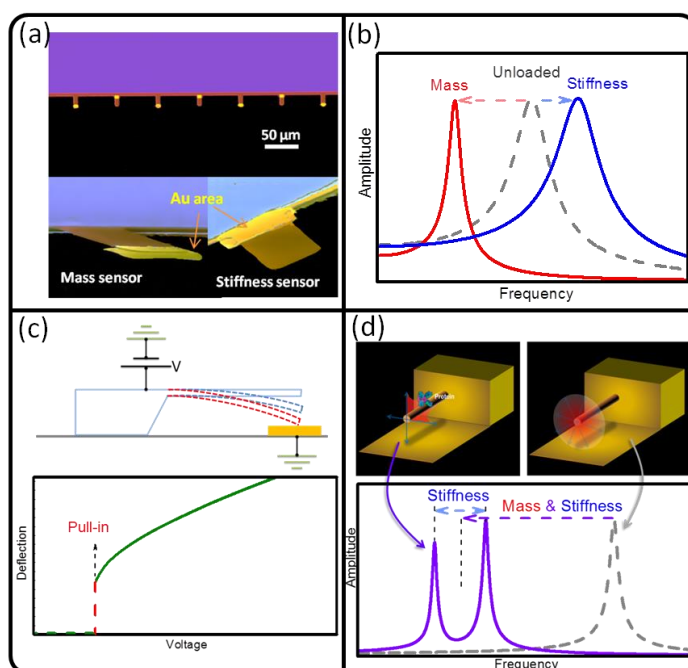 (a)
50 µm
Au area
Mass sensor
Stiffness sensor
(b)
Unloaded
Mass
Stiffness
Amplitude
Frequency
(c)
V
Pull-in
Deflection
Voltage
(d)
Protein
Stiffness
Mass & Stiffness
Amplitude
Frequency